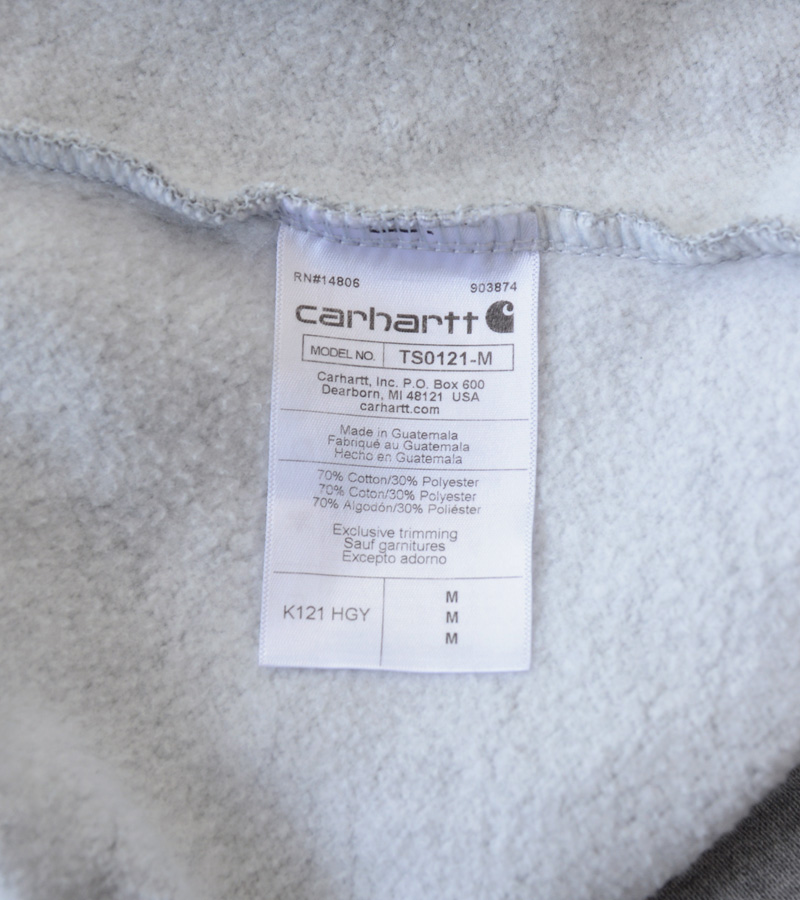 RN#14806 903874
carhartt
MODEL NO. TS0121-M
Carhartt, Inc. P.O. Box 600
Dearborn, MI 48121 USA
carhartt.com
Made in Guatemala
Fabriqué au Guatemala
Hecho en Guatemala
70% Cotton/30% Polyester
70% Coton/30% Polyester
70% Algodón/30% Poliéster
Exclusive trimming
Sauf garnitures
Excepto adorno
K121 HGY
M
M
M